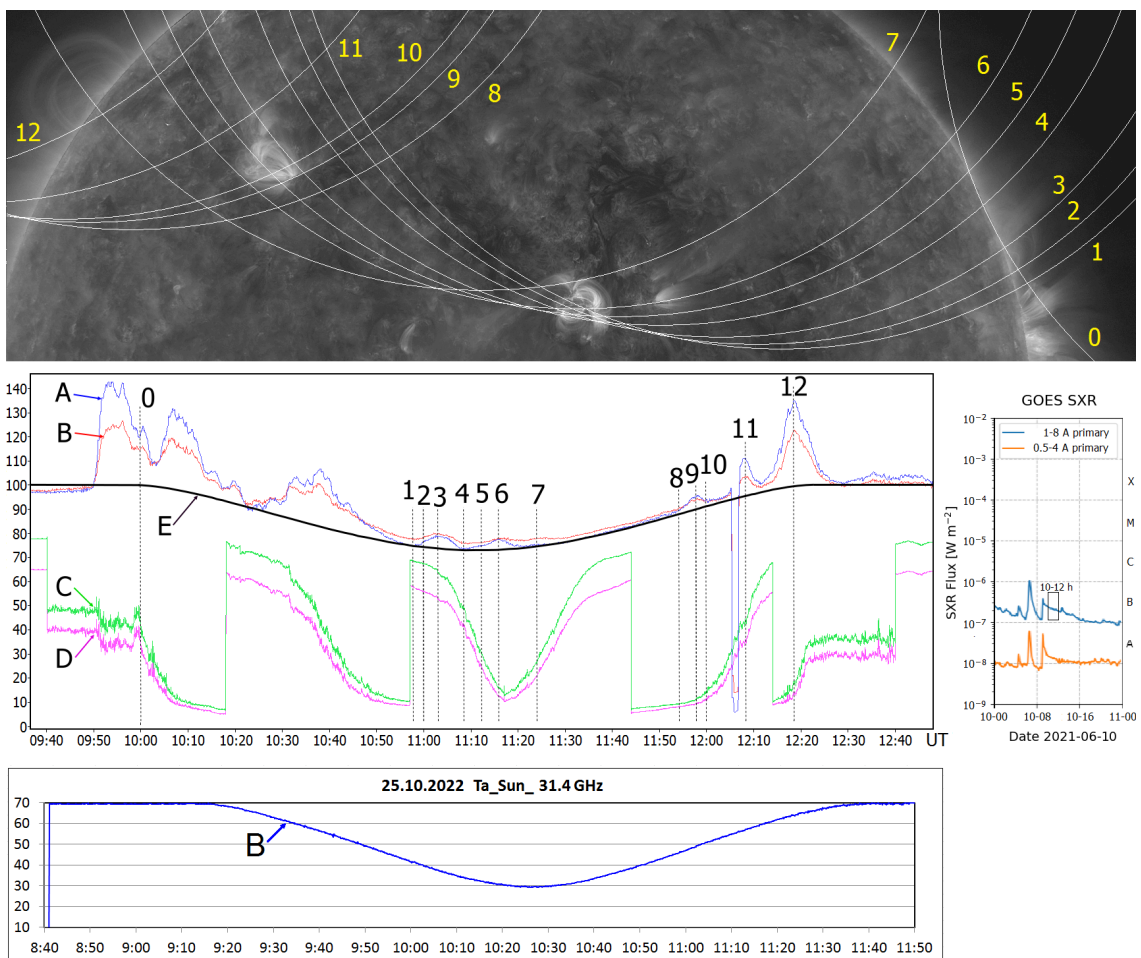 11
10
9
8
7
6
5
4
3
2
1
0
12
140
130
120
110
100
90
80
70
60
50
40
30
20
10
0
A
B
C
D
E
0
1
2
3
4
5
6
7
8
9
10
11
12
09:40 09:50 10:00 10:10 10:20 10:30 10:40 10:50 11:00 11:10 11:20 11:30 11:40 11:50 12:00 12:10 12:20 12:30 12:40 UT
GOES SXR
1-8 A primary
0.5-4 A primary
SXR Flux [W m⁻²]
10⁻²
10⁻³
10⁻⁴
10⁻⁵
10⁻⁶
10⁻⁷
10⁻⁸
10⁻⁹
X
M
C
B
A
10-12 h
10-00 10-08 10-16 11-00
Date 2021-06-10
25.10.2022 Ta_Sun_ 31.4 GHz
70
60
50
40
30
20
10
B
8:40 8:50 9:00 9:10 9:20 9:30 9:40 9:50 10:00 10:10 10:20 10:30 10:40 10:50 11:00 11:10 11:20 11:30 11:40 11:50